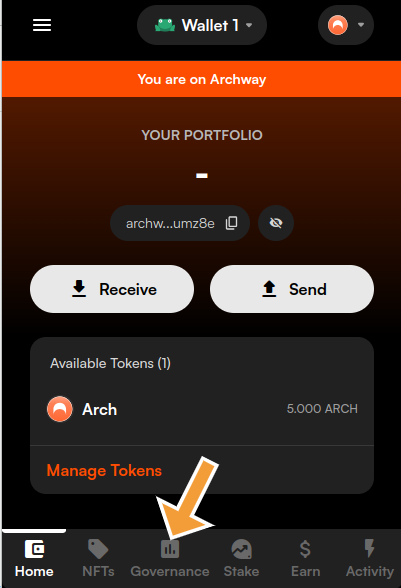 Wallet 1
You are on Archway
YOUR PORTFOLIO
-
archw...umz8e
Receive
Send
Available Tokens (1)
Arch
5.000 ARCH
Manage Tokens
Home
NFTs
Governance
Stake
Earn
Activity